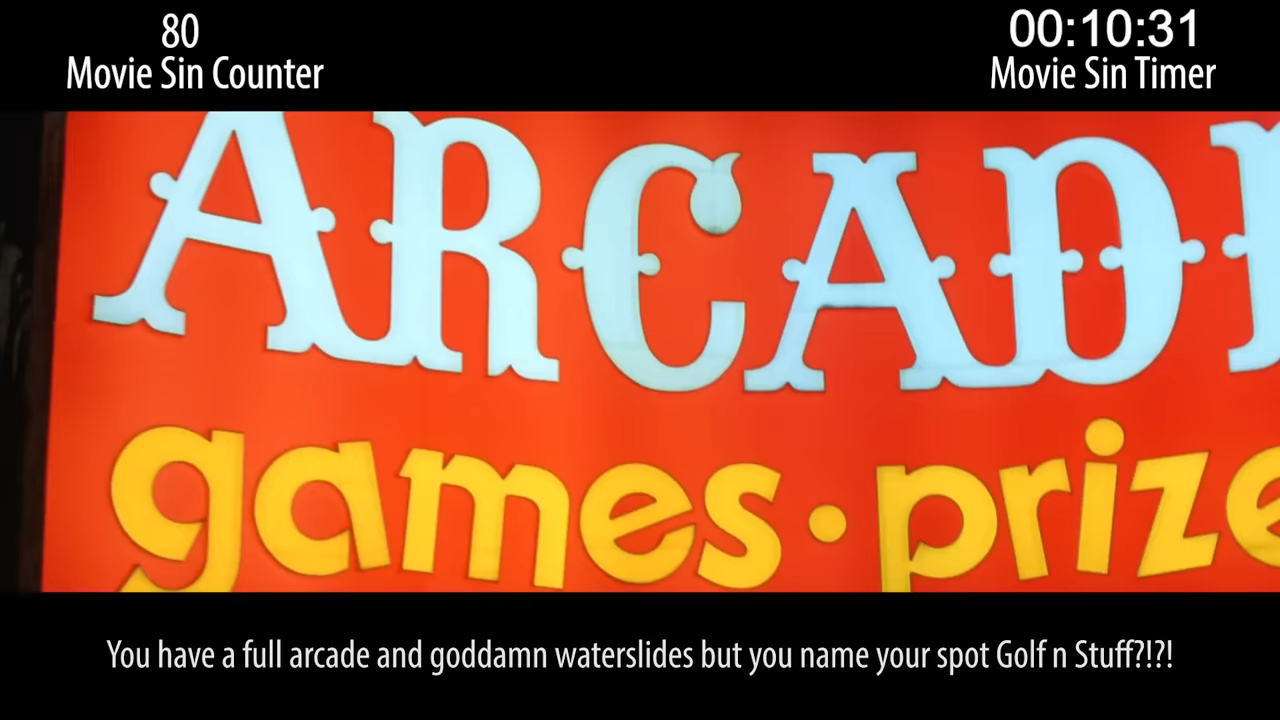 80
Movie Sin Counter
00:10:31
Movie Sin Timer
ARCADE
games·prize
You have a full arcade and goddamn waterslides but you name your spot Golf n Stuff?!?!